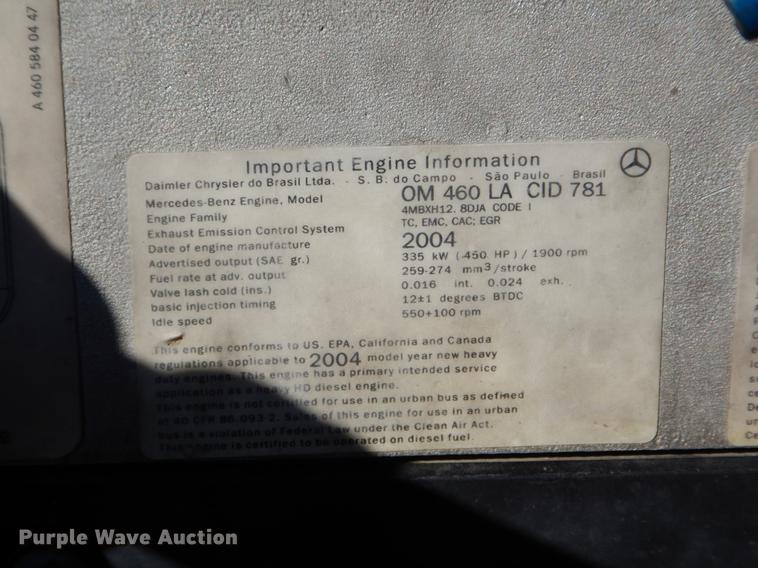 A 460 584 04 47
Important Engine Information
Daimler Chrysler do Brasil Ltda. - S. B. do Campo - São Paulo - Brasil
Mercedes-Benz Engine, Model OM 460 LA CID 781
Engine Family 4MBXH12. 8DJA CODE I
Exhaust Emission Control System TC, EMC, CAC; EGR
Date of engine manufacture 2004
Advertised output (SAE gr.) 335 kW ( 450 HP) / 1900 rpm
Fuel rate at adv. output 259-274 mm3/stroke
Valve lash cold (ins.) 0.016 int. 0.024 exh.
basic injection timing 12±1 degrees BTDC
Idle speed 550+100 rpm
This engine conforms to US. EPA, California and Canada
regulations applicable to 2004 model year new heavy
duty engines. This engine has a primary intended service
application as a heavy HD diesel engine.
This engine is not certified for use in an urban bus as defined
at 40 CFR 86.093-2. Sales of this engine for use in an urban
bus is a violation of Federal Law under the Clean Air Act.
This engine is certified to be operated on diesel fuel.
Purple Wave Auction